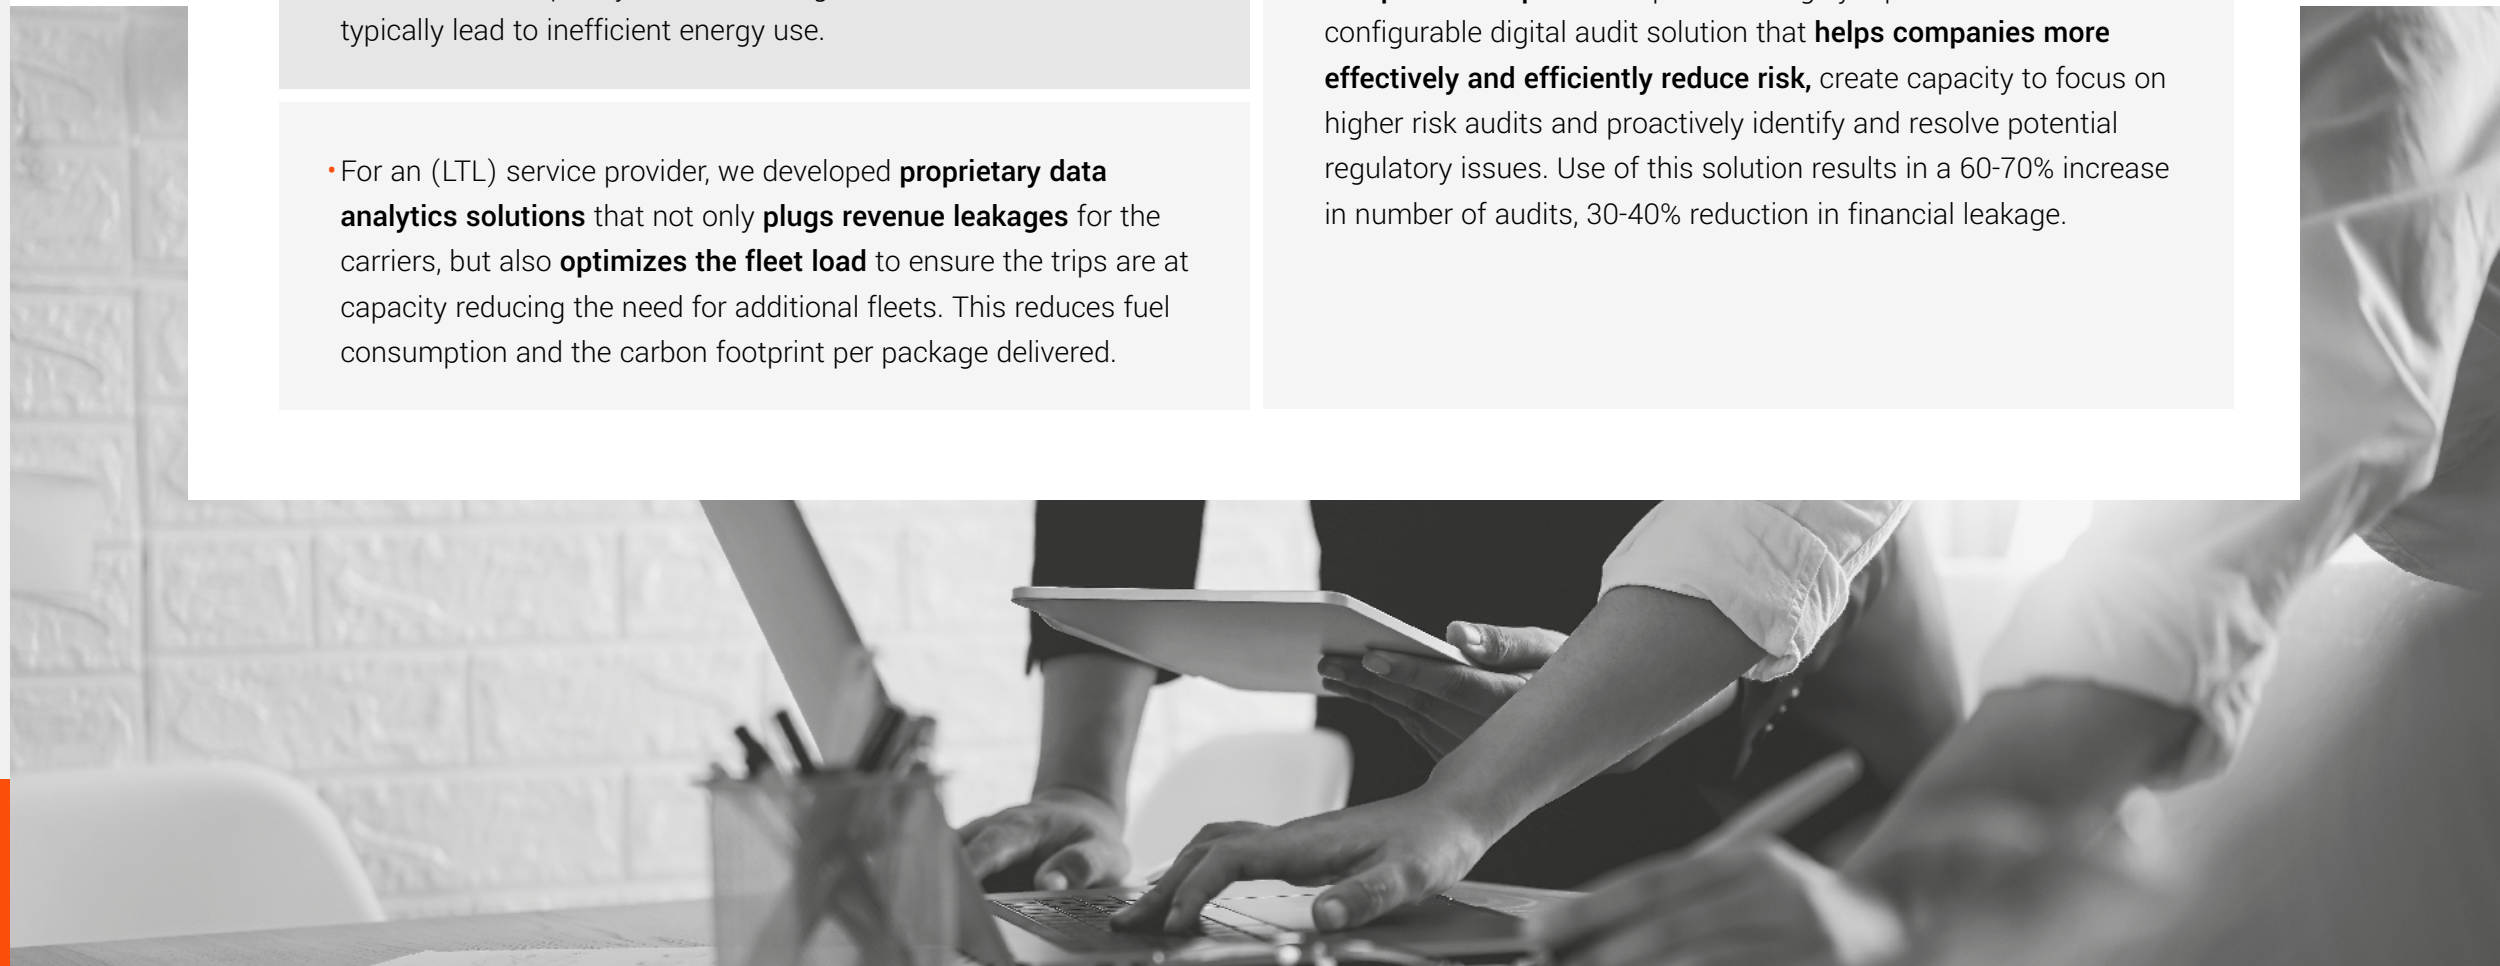 typically lead to inefficient energy use.
• For an (LTL) service provider, we developed proprietary data
analytics solutions that not only plugs revenue leakages for the
carriers, but also optimizes the fleet load to ensure the trips are at
capacity reducing the need for additional fleets. This reduces fuel
consumption and the carbon footprint per package delivered.
configurable digital audit solution that helps companies more
effectively and efficiently reduce risk, create capacity to focus on
higher risk audits and proactively identify and resolve potential
regulatory issues. Use of this solution results in a 60-70% increase
in number of audits, 30-40% reduction in financial leakage.